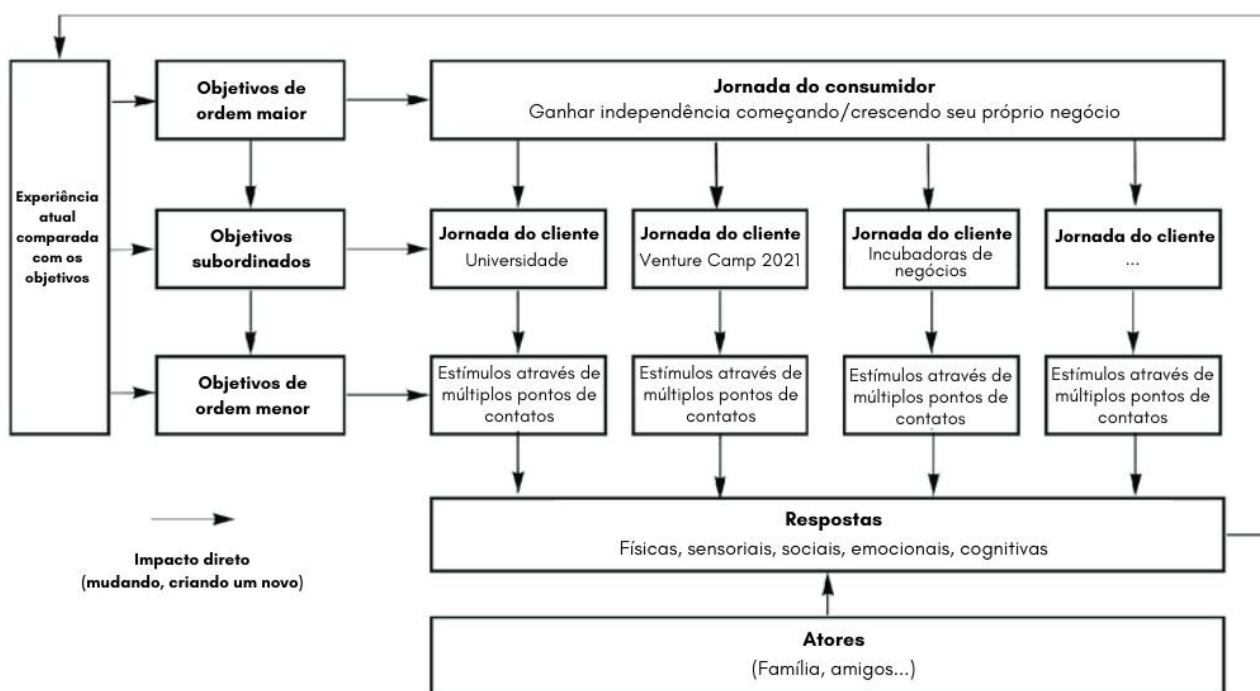 Objetivos de
ordem maior
Jornada do consumidor
Ganhar independência começando/crescendo seu próprio negócio
Experiência
atual
comparada
com os
objetivos
Objetivos
subordinados
Jornada do cliente
Universidade
Jornada do cliente
Venture Camp 2021
Jornada do cliente
Incubadoras de
negócios
Jornada do cliente
...
Objetivos de
ordem menor
Estímulos através de
múltiplos pontos de
contatos
Estímulos através de
múltiplos pontos de
contatos
Estímulos através de
múltiplos pontos de
contatos
Estímulos através de
múltiplos pontos de
contatos
Impacto direto
(mudando, criando um novo)
Respostas
Físicas, sensoriais, sociais, emocionais, cognitivas
Atores
(Família, amigos...)